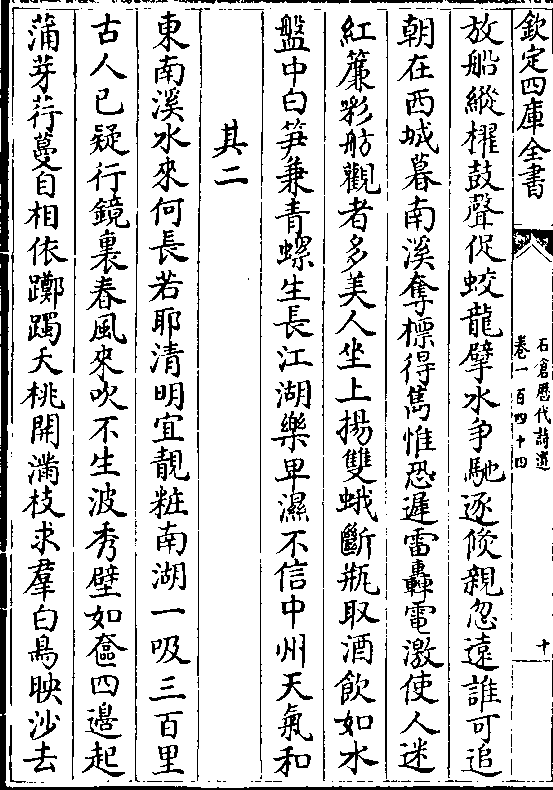 欽定四庫全書
石倉歷代詩選
卷一百四十四
十
放船縱櫂鼓聲促蛟龍擘水爭馳逐倐親忽遠誰可追
朝在西城暮南溪奪標得雋惟恐遲雷轟電激使人迷
紅簾彩舫觀者多美人坐上揚雙蛾斷瓶取酒飲如水
盤中白笋兼青螺生長江湖樂卑濕不信中州天氣和
其二
東南溪水來何長若耶清明宜靚粧南湖一吸三百里
古人已疑行鏡裏春風來吹不生波秀壁如奩四邉起
蒲芽荇蔓自相依躑躅夭桃開滿枝求羣白鳥映沙去